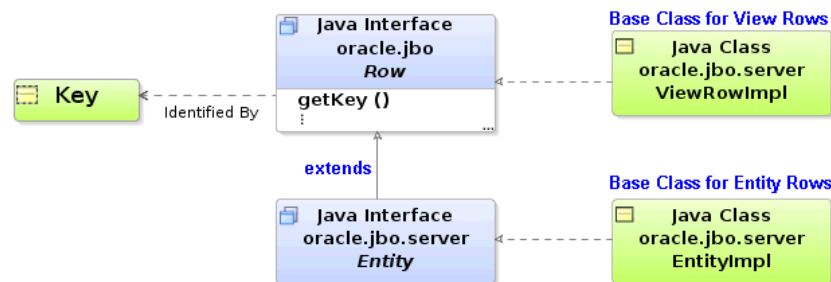 Base Class for View Rows
Java Interface
oracle.jbo
Row
getKey ()
⋮
...
Java Class
oracle.jbo.server
ViewRowImpl
Key
Identified By
extends
Base Class for Entity Rows
Java Interface
oracle.jbo.server
Entity
Java Class
oracle.jbo.server
EntityImpl